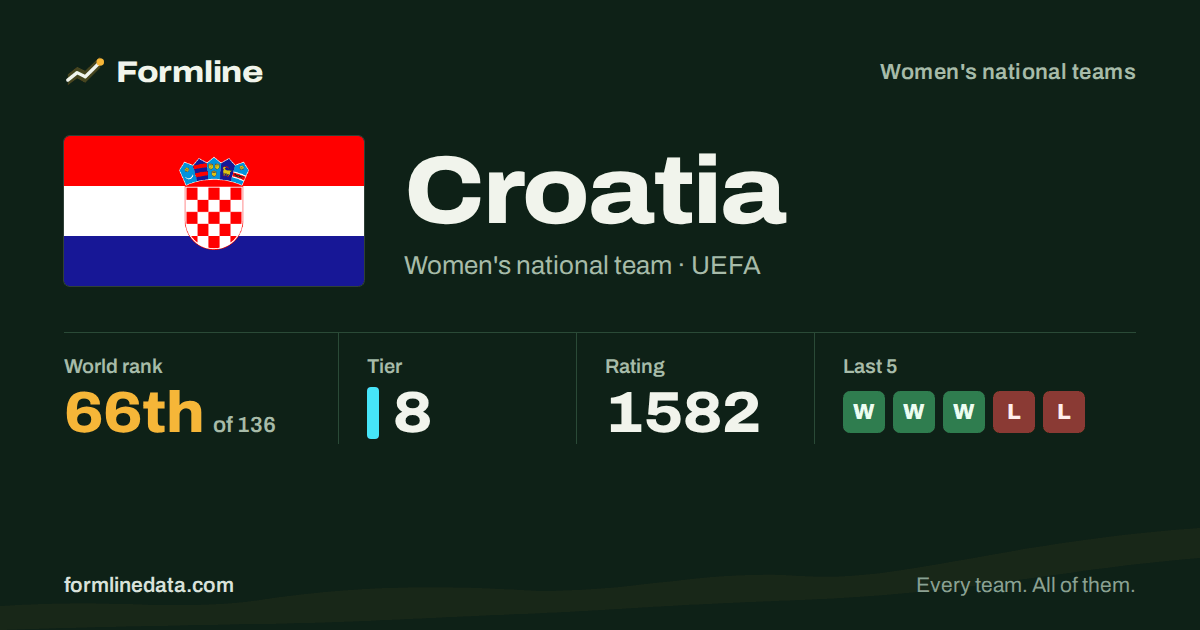 Formline
Women's national teams
Croatia
Women's national team · UEFA
World rank
66th of 136
Tier
8
Rating
1582
Last 5
W W W L L
formlinedata.com
Every team. All of them.